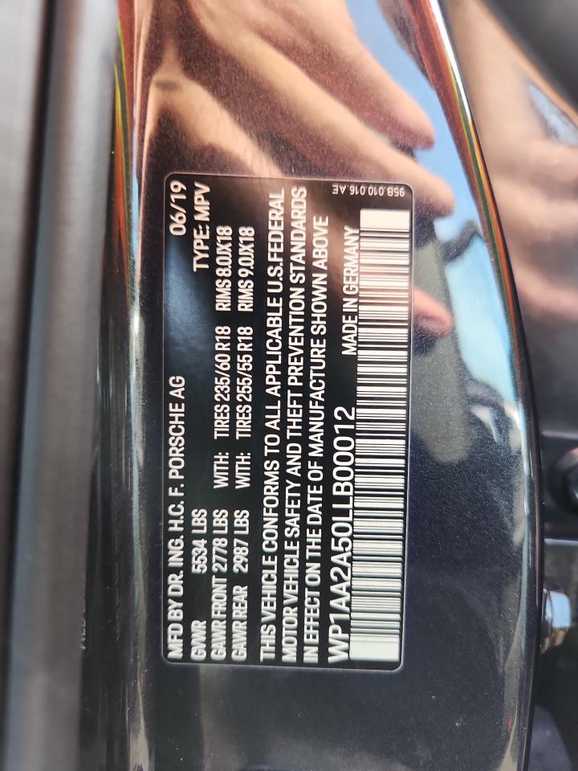 MFD BY DR. ING. H.C. F. PORSCHE AG 06/19
GVWR 5534 LBS TYPE: MPV
GAWR FRONT 2778 LBS WITH: TIRES 235/60 R18 RIMS 8.0JX18
GAWR REAR 2987 LBS WITH: TIRES 255/55 R18 RIMS 9.0JX18
THIS VEHICLE CONFORMS TO ALL APPLICABLE U.S.FEDERAL
MOTOR VEHICLE SAFETY AND THEFT PREVENTION STANDARDS
IN EFFECT ON THE DATE OF MANUFACTURE SHOWN ABOVE
WP1AA2A50LLB00012 MADE IN GERMANY
95B.010.016.AE